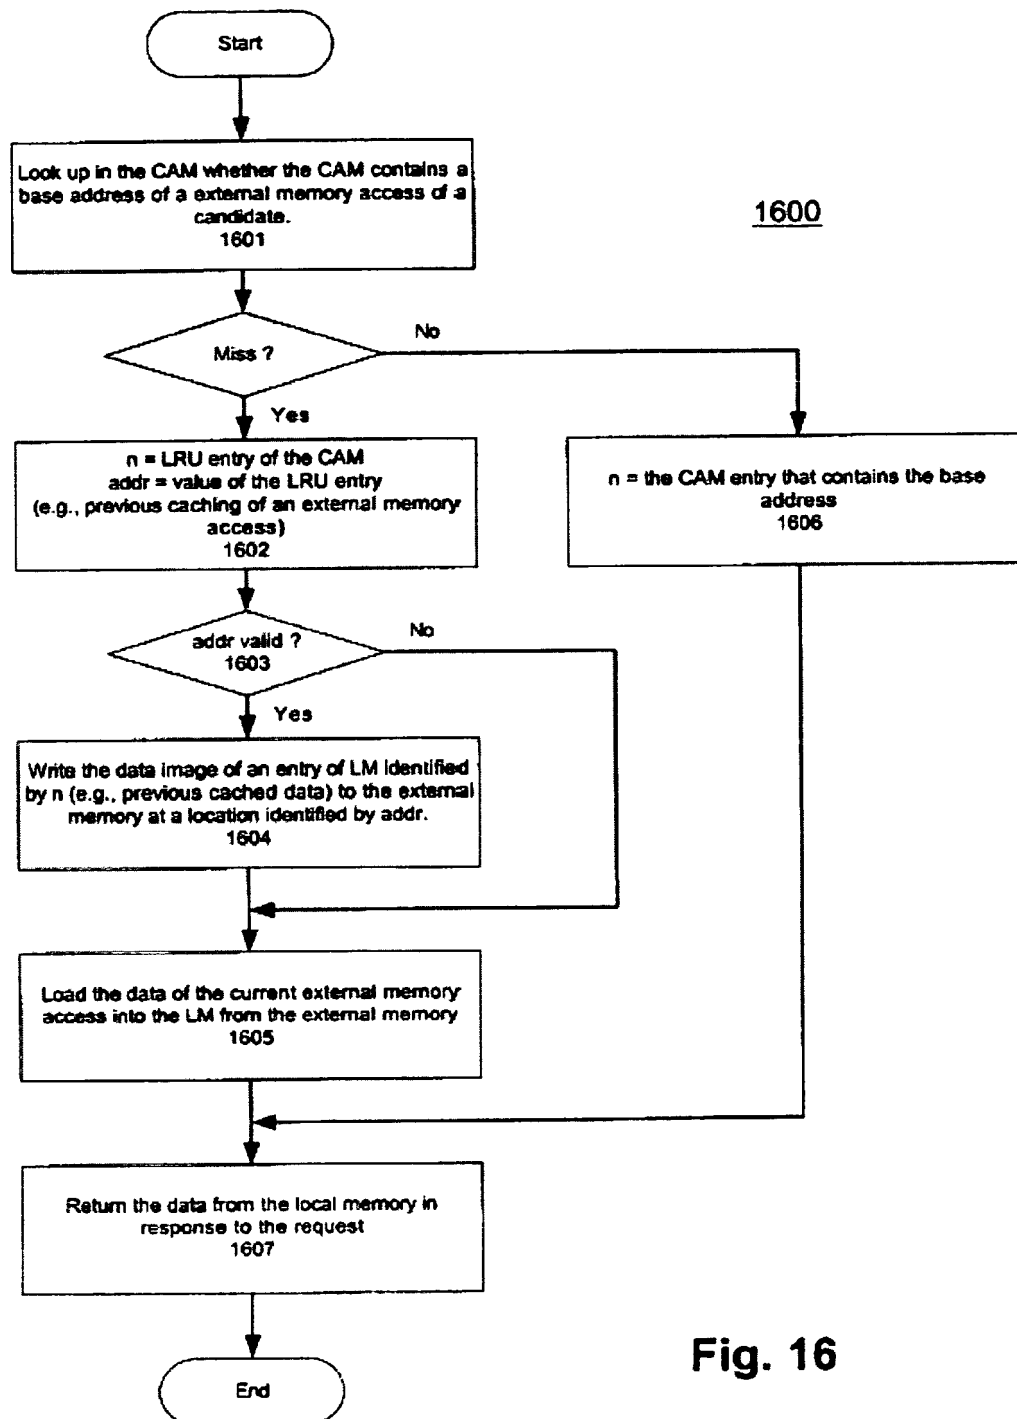 Start
Look up in the CAM whether the CAM contains a
base address of a external memory access of a
candidate.
1601
1600
Miss ?
No
Yes
n = LRU entry of the CAM
addr = value of the LRU entry
(e.g., previous caching of an external memory
access)
1602
n = the CAM entry that contains the base
address
1606
addr valid ?
1603
No
Yes
Write the data image of an entry of LM identified
by n (e.g., previous cached data) to the external
memory at a location identified by addr.
1604
Load the data of the current external memory
access into the LM from the external memory
1605
Return the data from the local memory in
response to the request
1607
End
Fig. 16